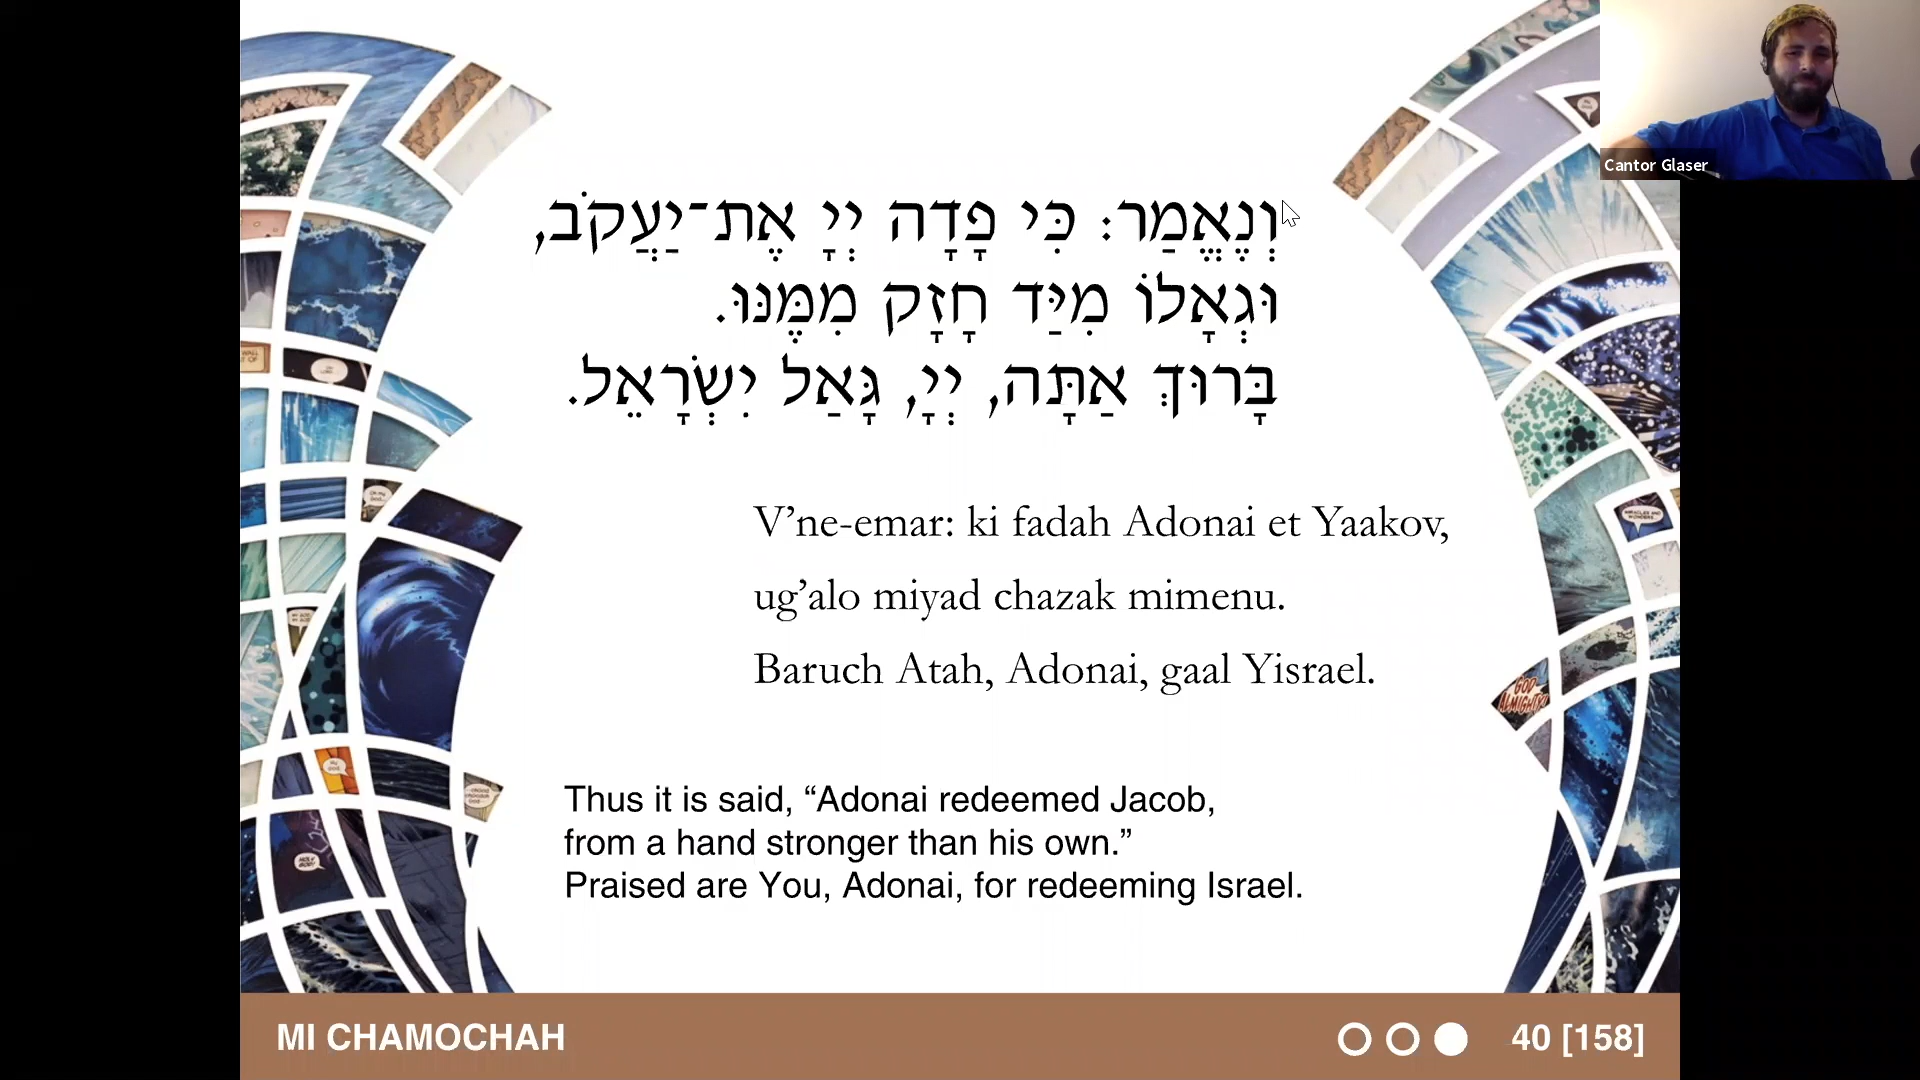 Cantor Glaser
וְנֶאֱמַר: כִּי פָדָה יְיָ אֶת־יַעֲקֹב,
וּגְאָלוֹ מִיַּד חָזָק מִמֶּנּוּ.
בָּרוּךְ אַתָּה, יְיָ, גָּאַל יִשְׂרָאֵל.
V’ne-emar: ki fadah Adonai et Yaakov,
ug’alo miyad chazak mimenu.
Baruch Atah, Adonai, gaal Yisrael.
GOD
ALMIGHTY!
Thus it is said, “Adonai redeemed Jacob,
from a hand stronger than his own.”
Praised are You, Adonai, for redeeming Israel.
MI CHAMOCHAH
40 [158]